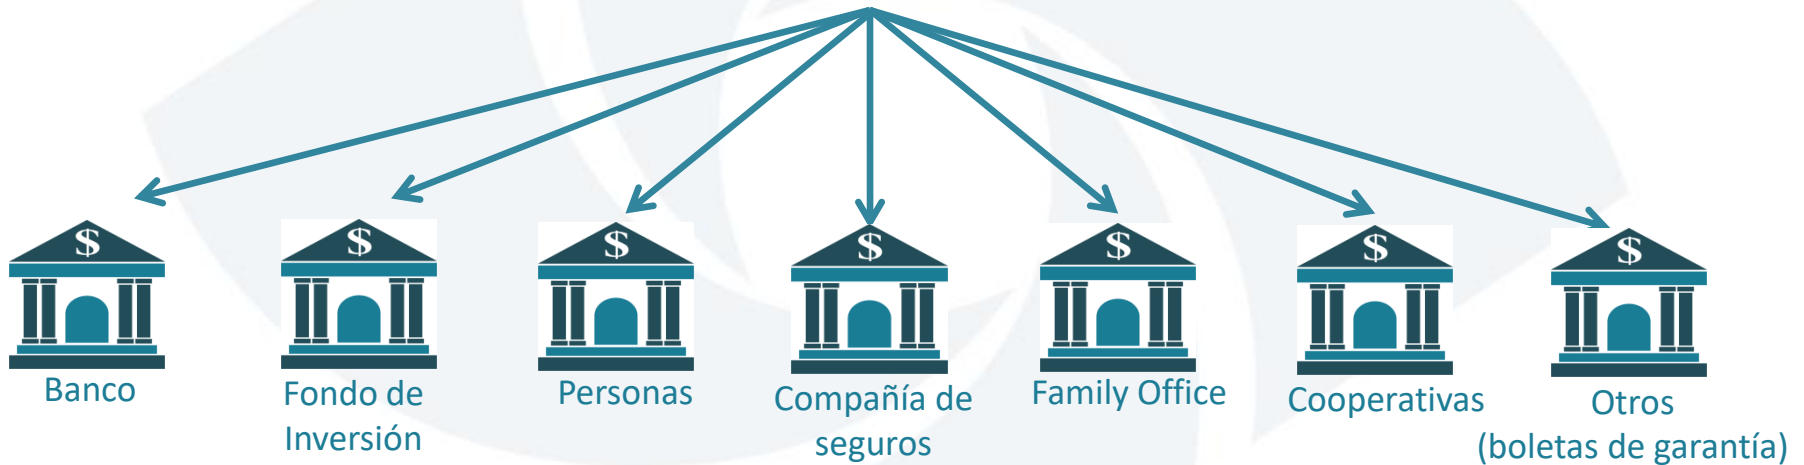 $ $ $ $ $ $ $
Banco
Fondo de
Inversión
Personas
Compañía de
seguros
Family Office
Cooperativas
Otros
(boletas de garantía)